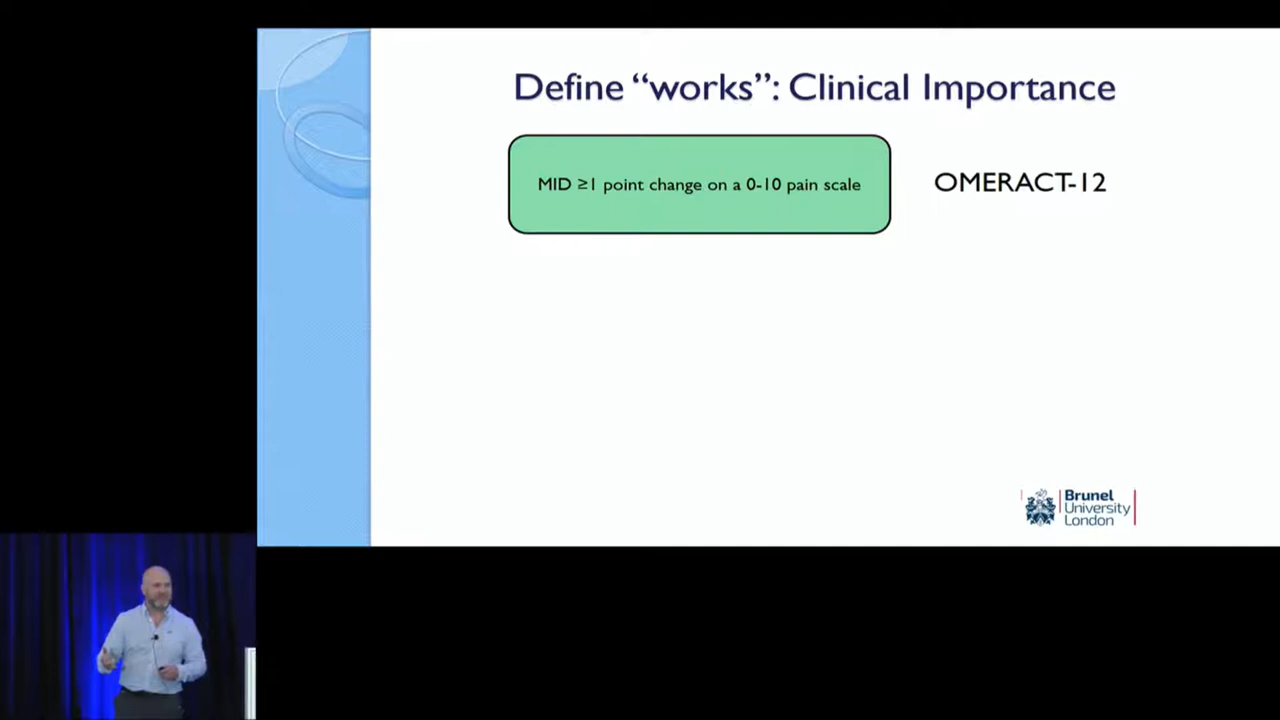 Define “works”: Clinical Importance
MID ≥1 point change on a 0-10 pain scale
OMERACT-12
Brunel
University
London